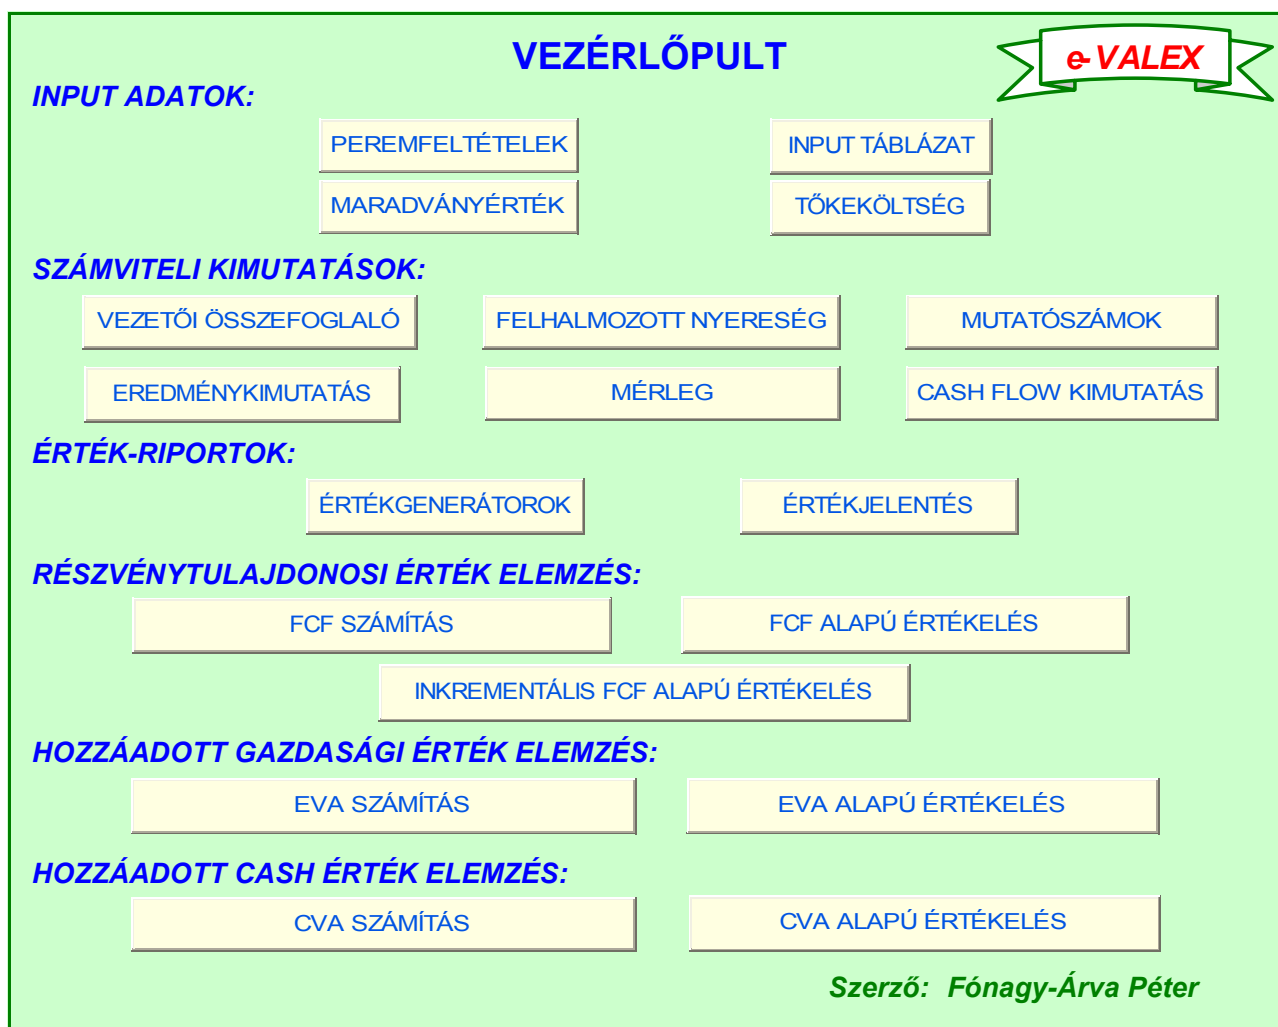 VEZÉRLŐPULT
e-VALEX
INPUT ADATOK:
PEREMFELTÉTELEK
INPUT TÁBLÁZAT
MARADVÁNYÉRTÉK
TŐKEKÖLTSÉG
SZÁMVITELI KIMUTATÁSOK:
VEZETŐI ÖSSZEFOGLALÓ
FELHALMOZOTT NYERESÉG
MUTATÓSZÁMOK
EREDMÉNYKIMUTATÁS
MÉRLEG
CASH FLOW KIMUTATÁS
ÉRTÉK-RIPORTOK:
ÉRTÉKGENERÁTOROK
ÉRTÉKJELENTÉS
RÉSZVÉNYTULAJDONOSI ÉRTÉK ELEMZÉS:
FCF SZÁMÍTÁS
FCF ALAPÚ ÉRTÉKELÉS
INKREMENTÁLIS FCF ALAPÚ ÉRTÉKELÉS
HOZZÁADOTT GAZDASÁGI ÉRTÉK ELEMZÉS:
EVA SZÁMÍTÁS
EVA ALAPÚ ÉRTÉKELÉS
HOZZÁADOTT CASH ÉRTÉK ELEMZÉS:
CVA SZÁMÍTÁS
CVA ALAPÚ ÉRTÉKELÉS
Szerző: Fónagy-Árva Péter